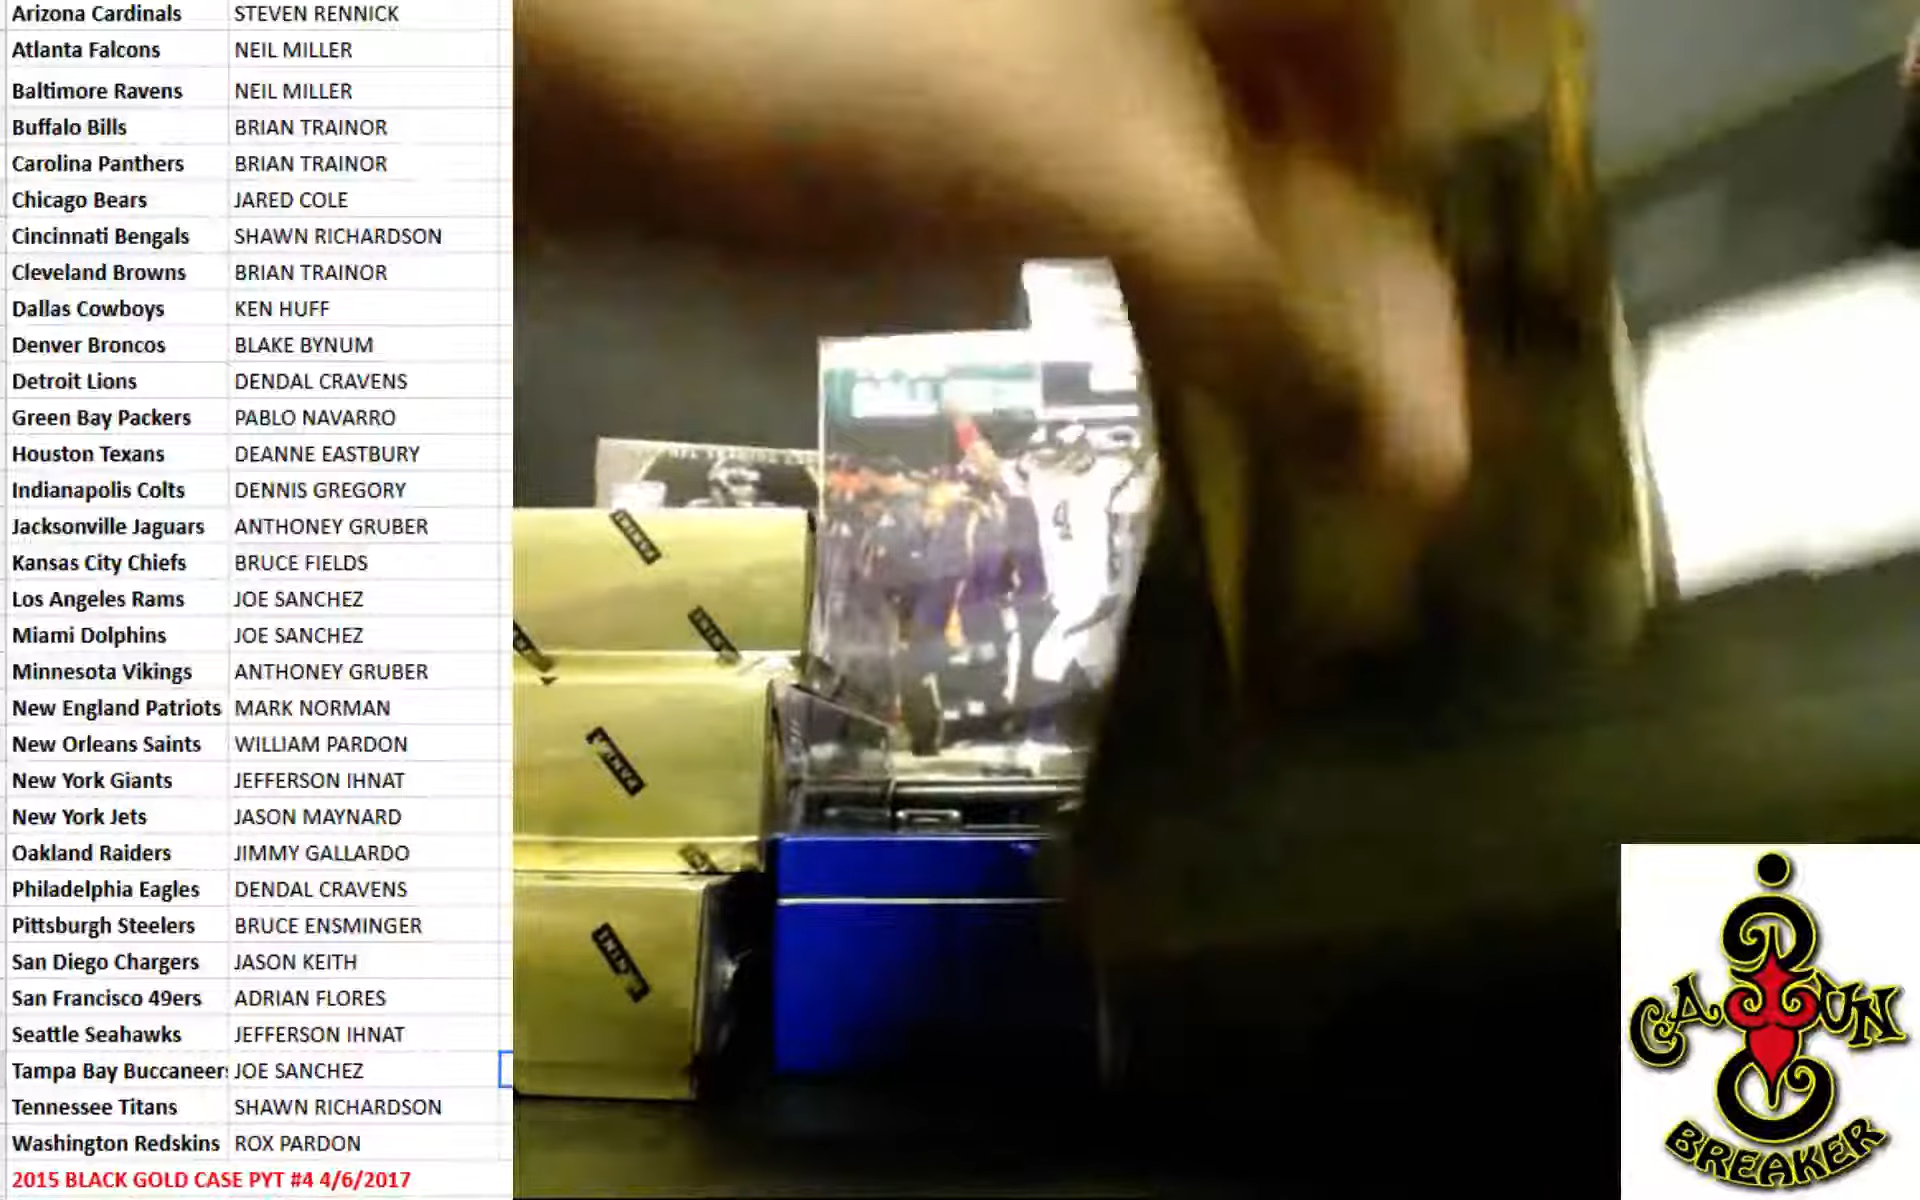 Arizona Cardinals STEVEN RENNICK
Atlanta Falcons NEIL MILLER
Baltimore Ravens NEIL MILLER
Buffalo Bills BRIAN TRAINOR
Carolina Panthers BRIAN TRAINOR
Chicago Bears JARED COLE
Cincinnati Bengals SHAWN RICHARDSON
Cleveland Browns BRIAN TRAINOR
Dallas Cowboys KEN HUFF
Denver Broncos BLAKE BYNUM
Detroit Lions DENDAL CRAVENS
Green Bay Packers PABLO NAVARRO
Houston Texans DEANNE EASTBURY
Indianapolis Colts DENNIS GREGORY
Jacksonville Jaguars ANTHONEY GRUBER
Kansas City Chiefs BRUCE FIELDS
Los Angeles Rams JOE SANCHEZ
Miami Dolphins JOE SANCHEZ
Minnesota Vikings ANTHONEY GRUBER
New England Patriots MARK NORMAN
New Orleans Saints WILLIAM PARDON
New York Giants JEFFERSON IHNAT
New York Jets JASON MAYNARD
Oakland Raiders JIMMY GALLARDO
Philadelphia Eagles DENDAL CRAVENS
Pittsburgh Steelers BRUCE ENSMINGER
San Diego Chargers JASON KEITH
San Francisco 49ers ADRIAN FLORES
Seattle Seahawks JEFFERSON IHNAT
Tampa Bay Buccaneers JOE SANCHEZ
Tennessee Titans SHAWN RICHARDSON
Washington Redskins ROX PARDON
2015 BLACK GOLD CASE PYT #4 4/6/2017
PANINI
PANINI
CAJUN
BREAKER